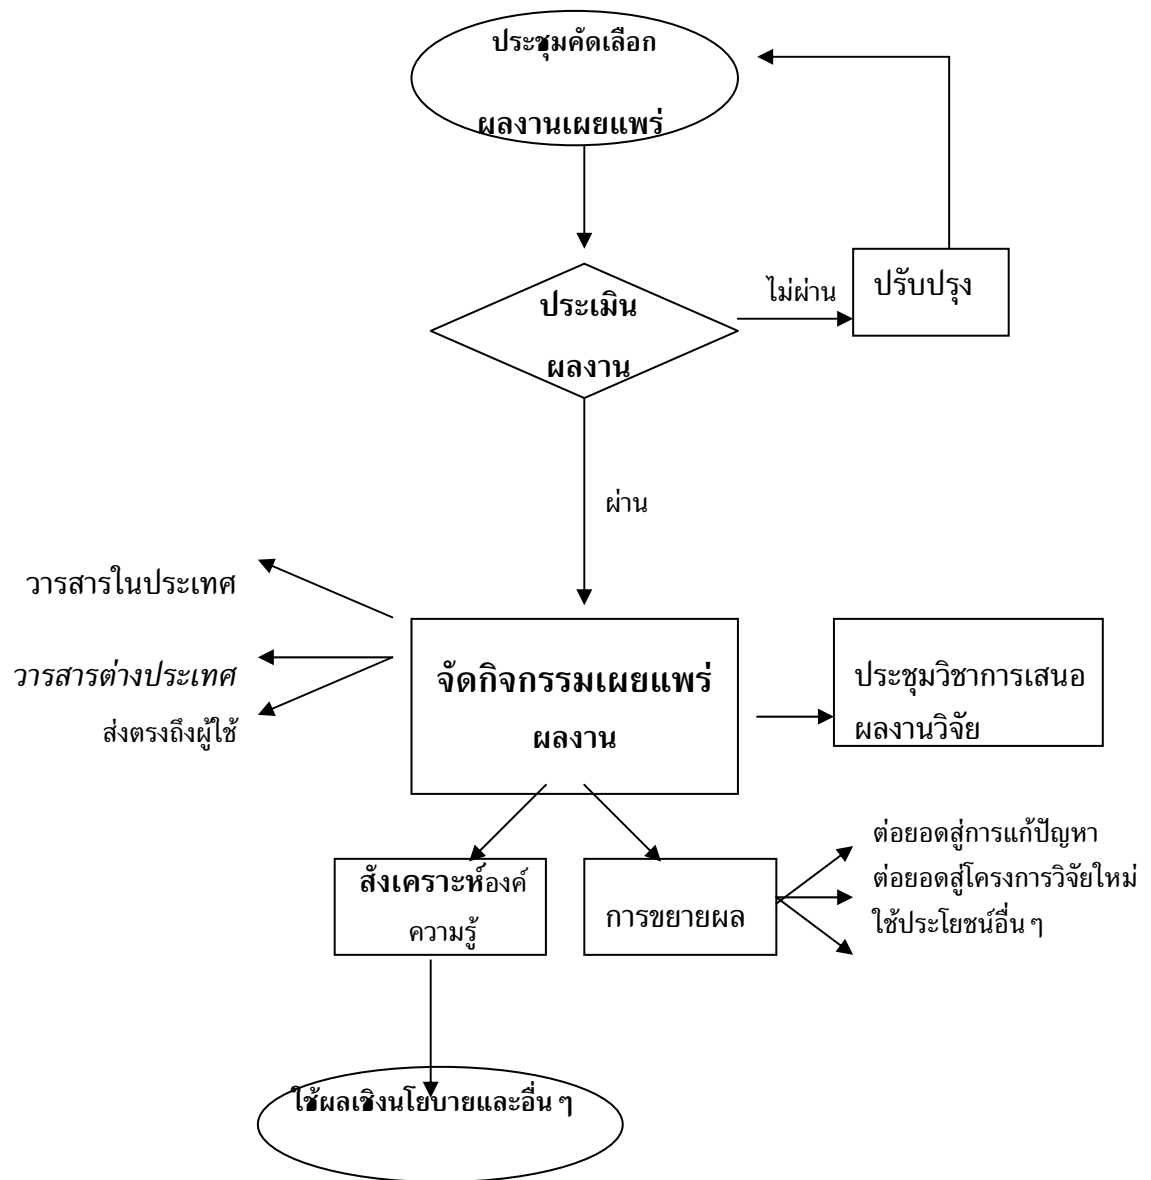 ประชุมคัดเลือก
ผลงานเผยแพร่
ไม่ผ่าน
ปรับปรุง
ประเมิน
ผลงาน
ผ่าน
วารสารในประเทศ
วารสารต่างประเทศ
ส่งตรงถึงผู้ใช้
จัดกิจกรรมเผยแพร่
ผลงาน
ประชุมวิชาการเสนอ
ผลงานวิจัย
สังเคราะห์องค์
ความรู้
การขยายผล
ต่อยอดสู่การแก้ปัญหา
ต่อยอดสู่โครงการวิจัยใหม่
ใช้ประโยชน์อื่น ๆ
ใช้ผลเชิงนโยบายและอื่น ๆ